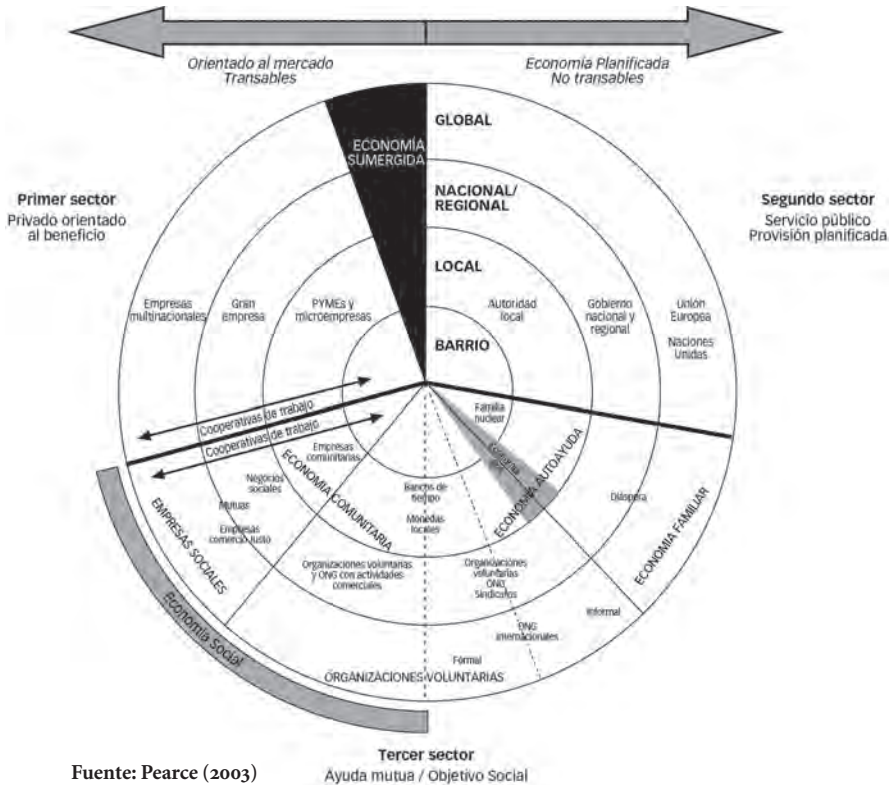 Orientado al mercado
Transables
Economía Planificada
No transables
ECONOMÍA
SUMERGIDA
GLOBAL
NACIONAL/
REGIONAL
LOCAL
BARRIO
Primer sector
Privado orientado
al beneficio
Segundo sector
Servicio público
Provisión planificada
Empresas
multinacionales
Gran
empresa
PYMEs y
microempresas
Autoridad
local
Gobierno
nacional y
regional
Unión
Europea
Naciones
Unidas
Cooperativas de trabajo
Cooperativas de trabajo
Familia
nuclear
Empresas
comunitarias
ECONOMIA COMUNITARIA
Negocios
sociales
Mutuas
Empresas
comercio justo
EMPRESAS SOCIALES
Bancos de
tiempo
Monedas
locales
ECONOMIA AUTOAYUDA
Diáspora
ECONOMIA FAMILIAR
Organizaciones voluntarias
y ONG con actividades
comerciales
Organizaciones
voluntarias
ONG
Sindicatos
Informal
ONG
internacionales
Formal
ORGANIZACIONES VOLUNTARIAS
Economía social
Tercer sector
Ayuda mutua / Objetivo Social
Fuente: Pearce (2003)